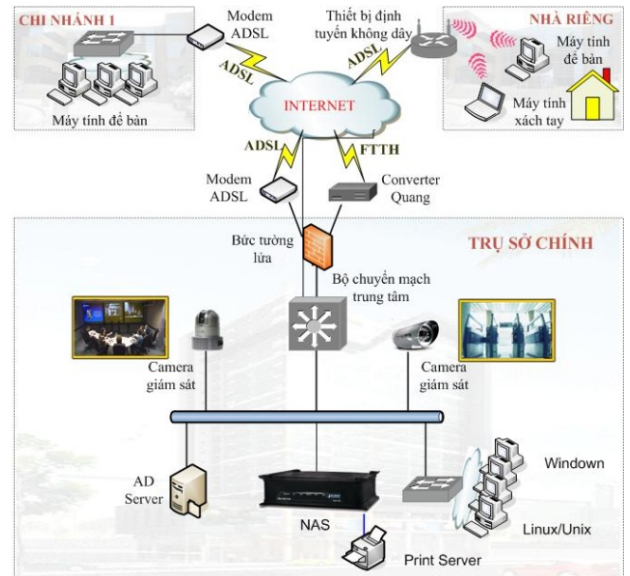 CHI NHÁNH 1
Modem
ADSL
ADSL
Máy tính để bàn
Thiết bị định
tuyến không dây
ADSL
NHÀ RIÊNG
Máy tính
để bàn
Máy tính
xách tay
INTERNET
ADSL
FTTH
Modem
ADSL
Converter
Quang
Bức tường
lửa
TRỤ SỞ CHÍNH
Bộ chuyển mạch
trung tâm
Camera
giám sát
Camera
giám sát
AD
Server
NAS
Print Server
Window
Linux/Unix